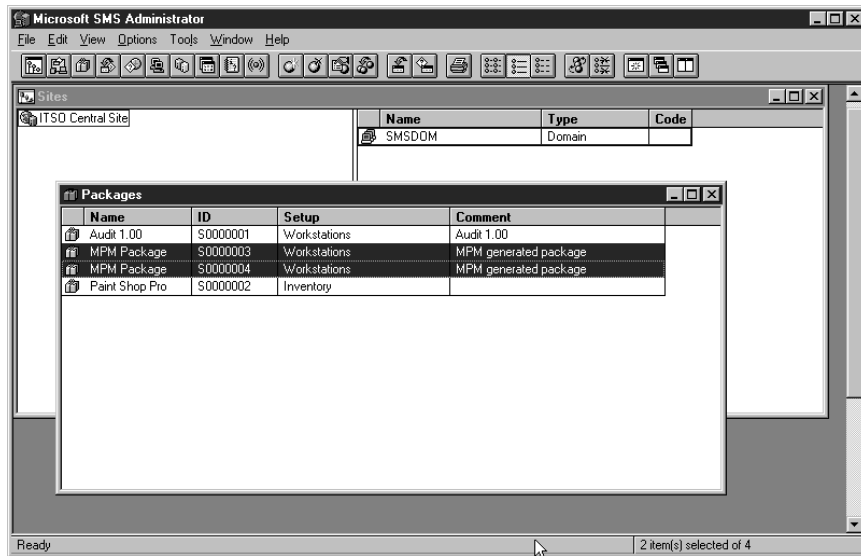 Microsoft SMS Administrator
File Edit View Options Tools Window Help
Sites
ITSO Central Site
Name Type Code
SMSDOM Domain
Packages
Name ID Setup Comment
Audit 1.00 S0000001 Workstations Audit 1.00
MPM Package S0000003 Workstations MPM generated package
MPM Package S0000004 Workstations MPM generated package
Paint Shop Pro S0000002 Inventory
Ready 2 item(s) selected of 4